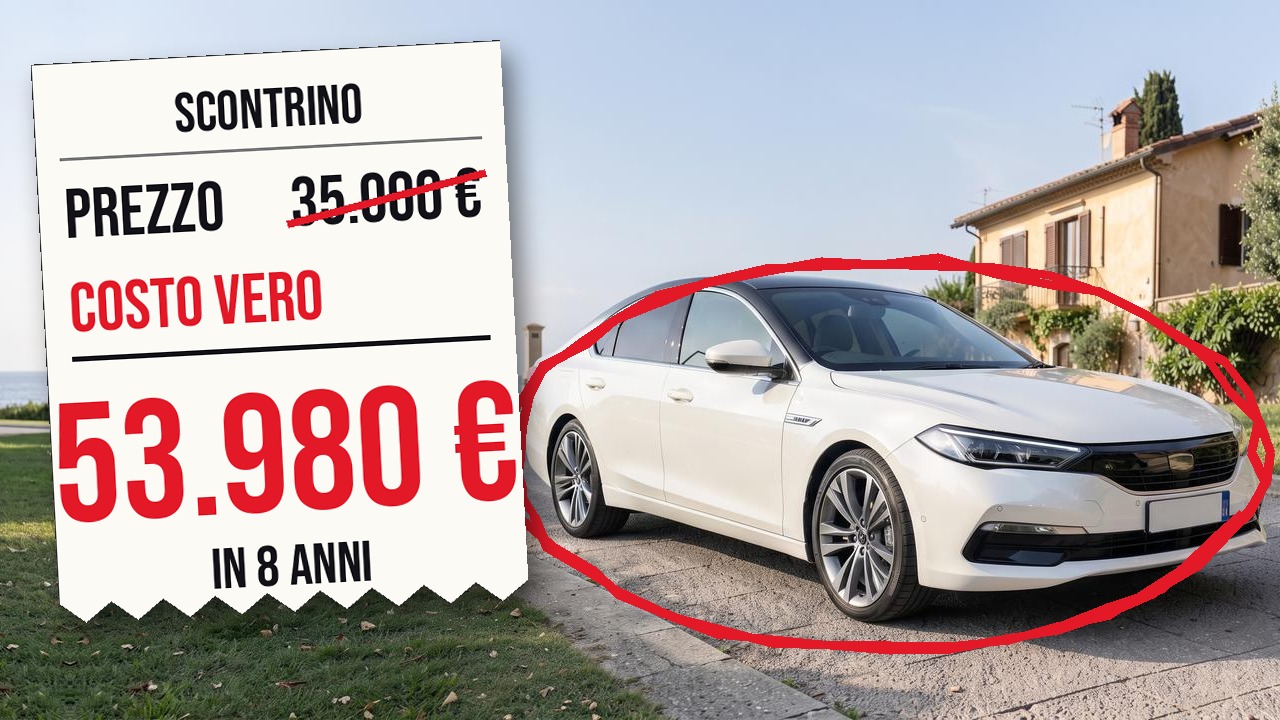 SCONTRINO
PREZZO 35.000 €
COSTO VERO
53.980 €
IN 8 ANNI